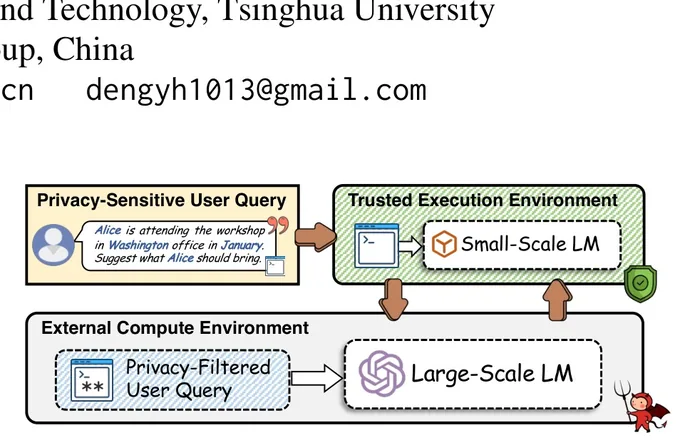 nd Technology, Tsinghua University
oup, China
cn dengyh1013@gmail.com
Privacy-Sensitive User Query
Alice is attending the workshop
in Washington office in January.
Suggest what Alice should bring.
Trusted Execution Environment
Small-Scale LM
External Compute Environment
**
Privacy-Filtered
User Query
Large-Scale LM